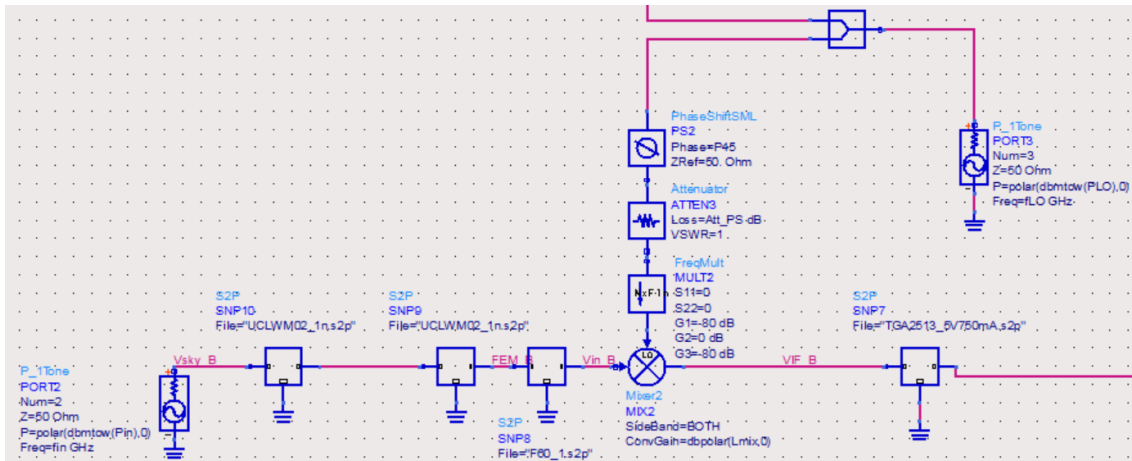 PhaseShiftSML
PS2
Phase=P45
ZRef=50. Ohm
P_1Tone
PORT3
Num=3
Z=50 Ohm
P=polar(dbmtow(PLO),0)
Freq=fLO GHz
Attenuator
ATTEN3
Loss=Att_PS dB
VSWR=1
FreqMult
MULT2
S11=0
S22=0
G1=-80 dB
G2=0 dB
G3=-80 dB
S2P
SNP10
File="UCLWM02_1n.s2p"
S2P
SNP9
File="UCLWM02_1n.s2p"
S2P
SNP7
File="TGA2513_5V750mA.s2p"
Vsky_B
FEM_B
Vin_B
LO
VIF_B
P_1Tone
PORT2
Num=2
Z=50 Ohm
P=polar(dbmtow(Pin),0)
Freq=fin GHz
S2P
SNP8
File="F60_1.s2p"
Mixer2
MIX2
SideBand=BOTH
ConvGain=dbpolar(Lmix,0)